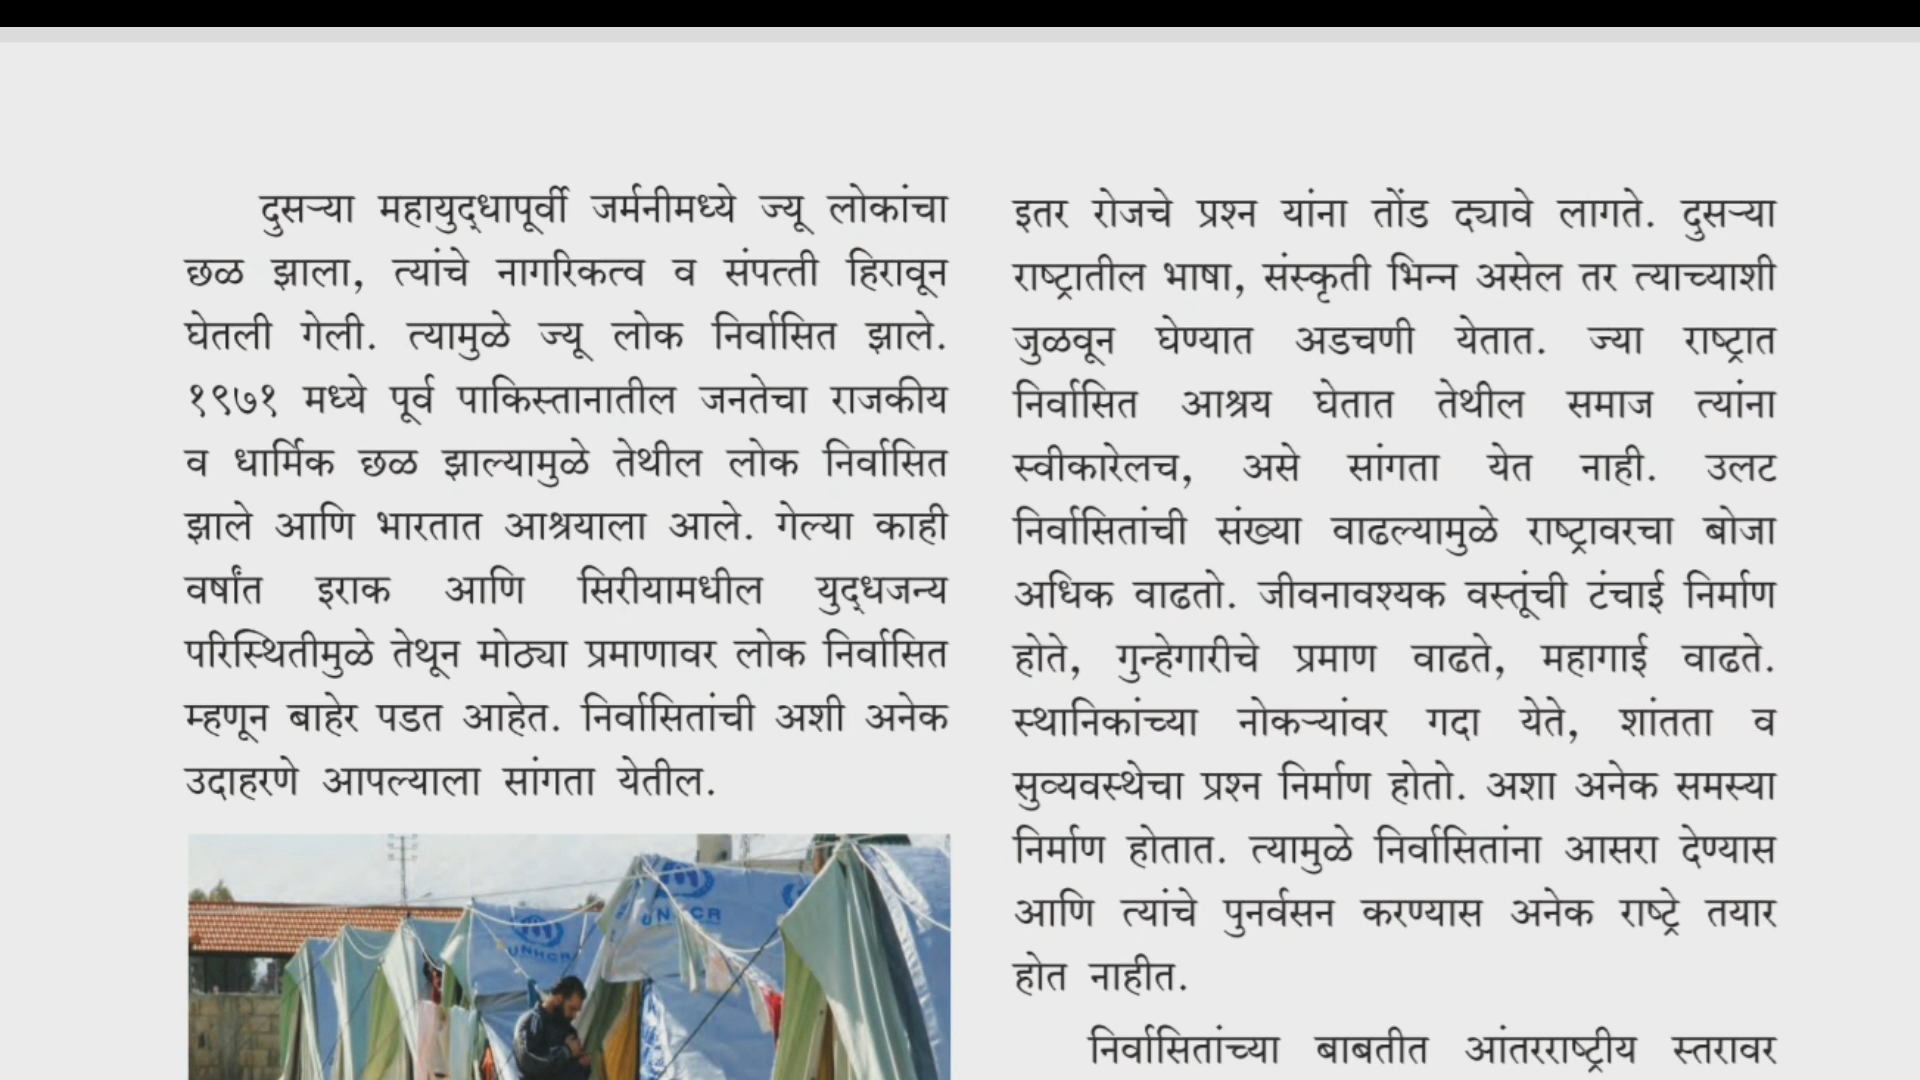 दुसऱ्या महायुद्धापूर्वी जर्मनीमध्ये ज्यू लोकांचा
छळ झाला, त्यांचे नागरिकत्व व संपत्ती हिरावून
घेतली गेली. त्यामुळे ज्यू लोक निर्वासित झाले.
१९७१ मध्ये पूर्व पाकिस्तानातील जनतेचा राजकीय
व धार्मिक छळ झाल्यामुळे तेथील लोक निर्वासित
झाले आणि भारतात आश्रयाला आले. गेल्या काही
वर्षांत इराक आणि सिरीयामधील युद्धजन्य
परिस्थितीमुळे तेथून मोठ्या प्रमाणावर लोक निर्वासित
म्हणून बाहेर पडत आहेत. निर्वासितांची अशी अनेक
उदाहरणे आपल्याला सांगता येतील.
UNHCR
UNHCR
इतर रोजचे प्रश्न यांना तोंड द्यावे लागते. दुसऱ्या
राष्ट्रातील भाषा, संस्कृती भिन्न असेल तर त्याच्याशी
जुळवून घेण्यात अडचणी येतात. ज्या राष्ट्रात
निर्वासित आश्रय घेतात तेथील समाज त्यांना
स्वीकारेलच, असे सांगता येत नाही. उलट
निर्वासितांची संख्या वाढल्यामुळे राष्ट्रावरचा बोजा
अधिक वाढतो. जीवनावश्यक वस्तूंची टंचाई निर्माण
होते, गुन्हेगारीचे प्रमाण वाढते, महागाई वाढते.
स्थानिकांच्या नोकऱ्यांवर गदा येते, शांतता व
सुव्यवस्थेचा प्रश्न निर्माण होतो. अशा अनेक समस्या
निर्माण होतात. त्यामुळे निर्वासितांना आसरा देण्यास
आणि त्यांचे पुनर्वसन करण्यास अनेक राष्ट्रे तयार
होत नाहीत.
निर्वासितांच्या बाबतीत आंतरराष्ट्रीय स्तरावर